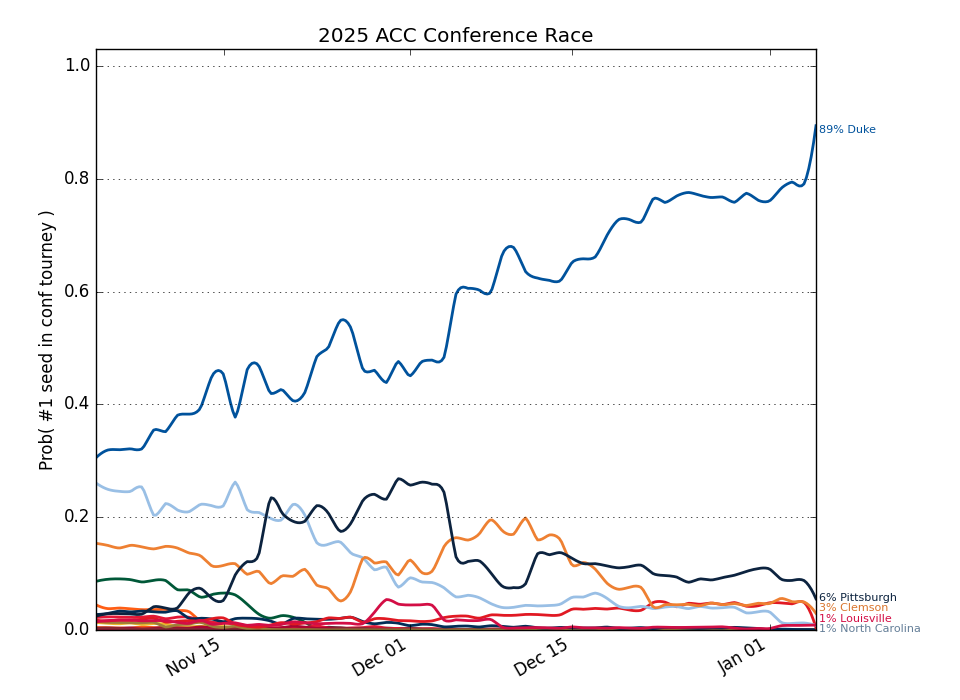 2025 ACC Conference Race
Prob( #1 seed in conf tourney )
1.0
0.8
0.6
0.4
0.2
0.0
Nov 15
Dec 01
Dec 15
Jan 01
89% Duke
6% Pittsburgh
3% Clemson
1% Louisville
1% North Carolina